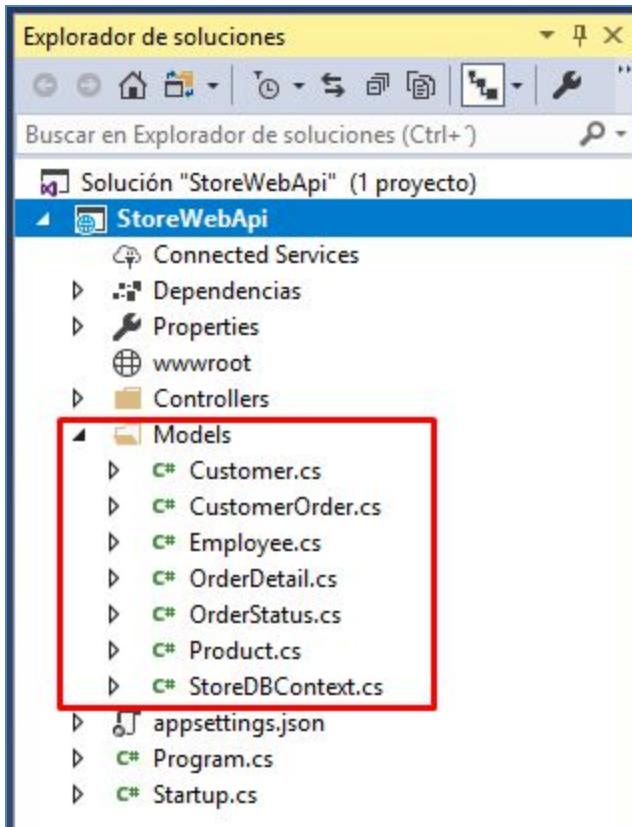 Explorador de soluciones
Buscar en Explorador de soluciones (Ctrl+´)
Solución "StoreWebApi" (1 proyecto)
StoreWebApi
Connected Services
Dependencias
Properties
wwwroot
Controllers
Models
C# Customer.cs
C# CustomerOrder.cs
C# Employee.cs
C# OrderDetail.cs
C# OrderStatus.cs
C# Product.cs
C# StoreDBContext.cs
appsettings.json
C# Program.cs
C# Startup.cs